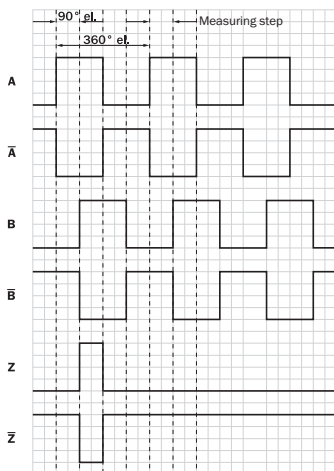 90° el.
Measuring step
360° el.
A
A̅
B
B̅
Z
Z̅